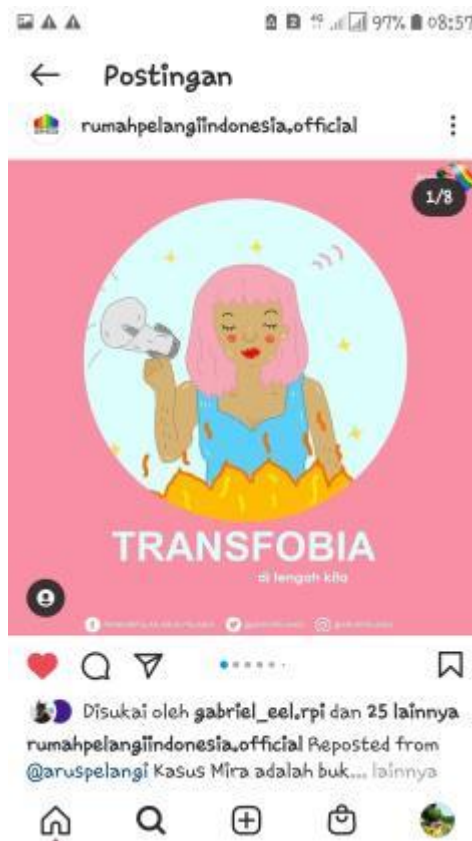 4G 97% 08:57
Postingan
rumahpelangiindonesia.official
1/8
TRANSFOBIA
di tengah kita
Disukai oleh gabriel_eel.rpi dan 25 lainnya
rumahpelangiindonesia.official Reposted from
@aruspelangi Kasus Mira adalah buk... lainnya